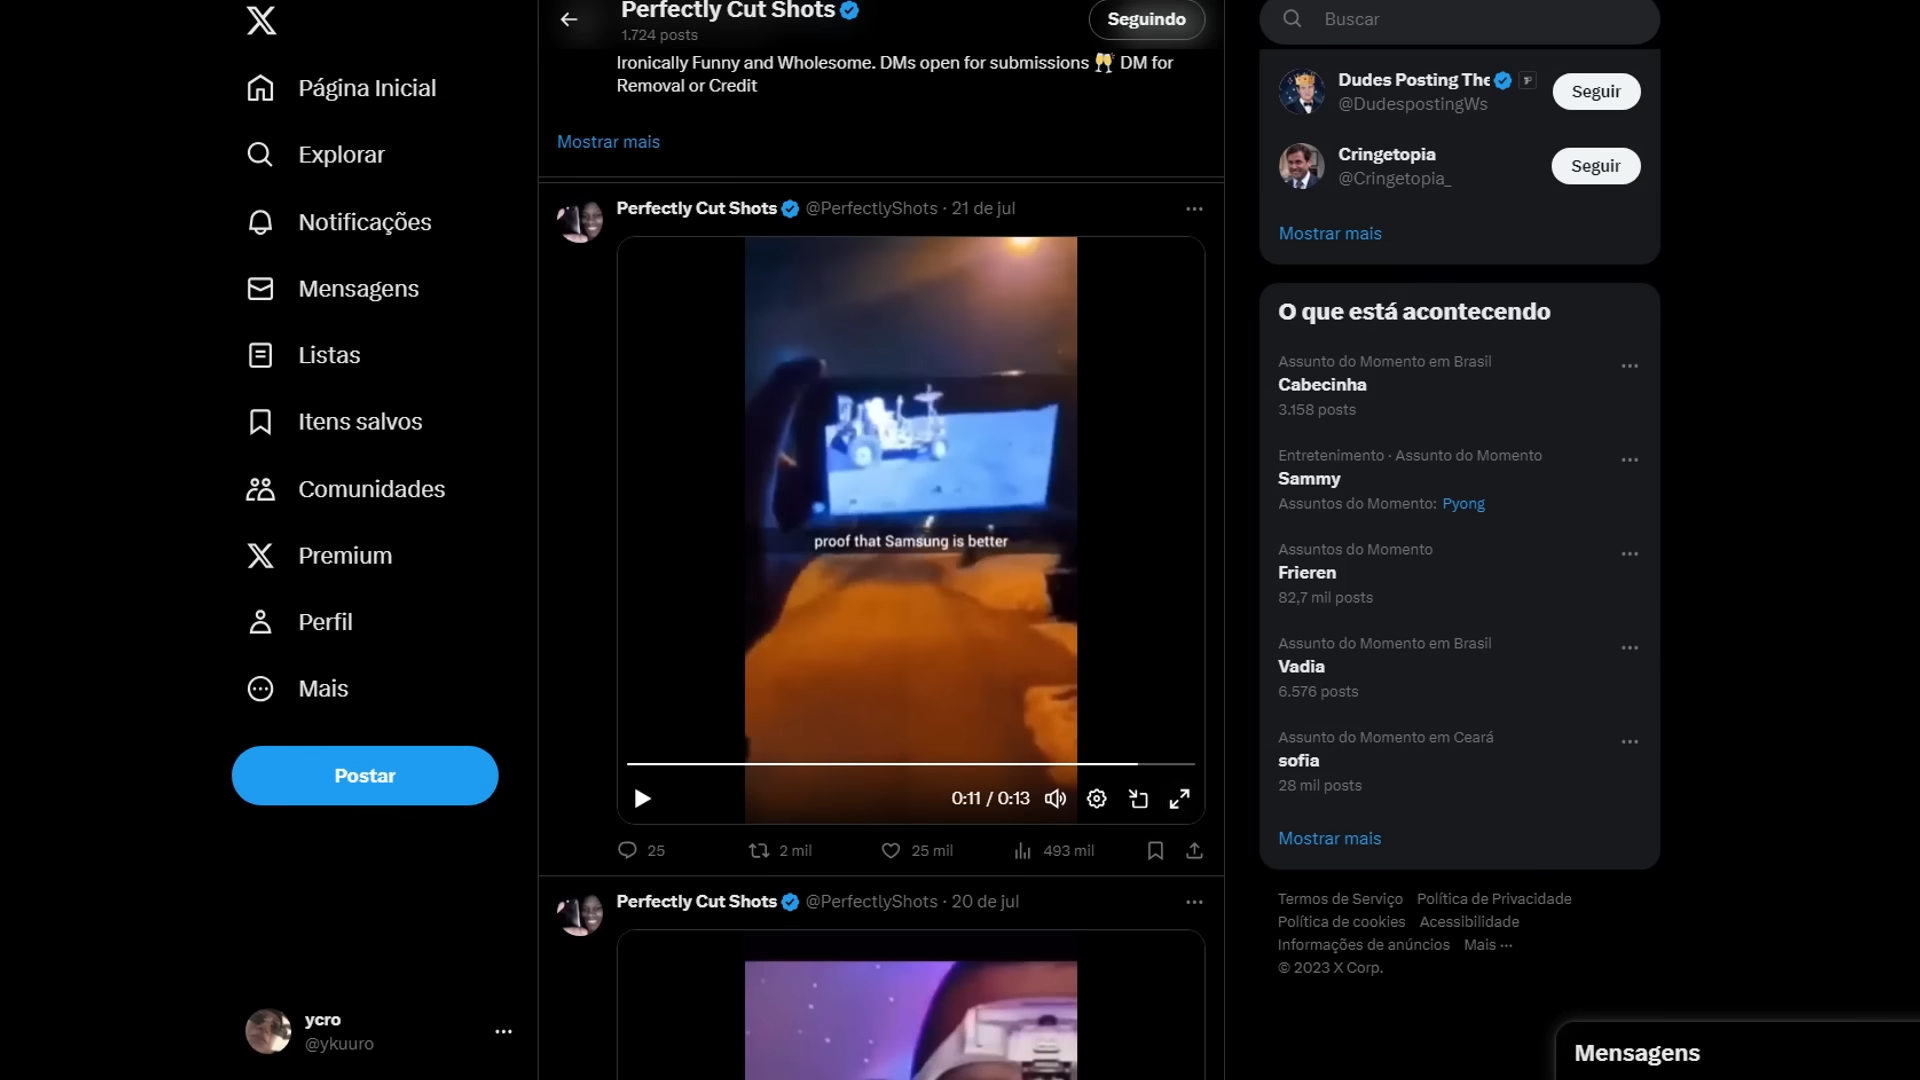 Página Inicial
Explorar
Notificações
Mensagens
Listas
Itens salvos
Comunidades
Premium
Perfil
Mais
Postar
ycro
@ykuuro
Perfectly Cut Shots
1.724 posts
Seguindo
Ironically Funny and Wholesome. DMs open for submissions 🥂 DM for
Removal or Credit
Mostrar mais
Perfectly Cut Shots @PerfectlyShots · 21 de jul
proof that Samsung is better
0:11 / 0:13
25 2 mil 25 mil 493 mil
Perfectly Cut Shots @PerfectlyShots · 20 de jul
Buscar
Dudes Posting The
@DudespostingWs
Seguir
Cringetopia
@Cringetopia_
Seguir
Mostrar mais
O que está acontecendo
Assunto do Momento em Brasil
Cabecinha
3.158 posts
Entretenimento · Assunto do Momento
Sammy
Assuntos do Momento: Pyong
Assuntos do Momento
Frieren
82,7 mil posts
Assunto do Momento em Brasil
Vadia
6.576 posts
Assunto do Momento em Ceará
sofia
28 mil posts
Mostrar mais
Termos de Serviço Política de Privacidade
Política de cookies Acessibilidade
Informações de anúncios Mais ···
© 2023 X Corp.
Mensagens